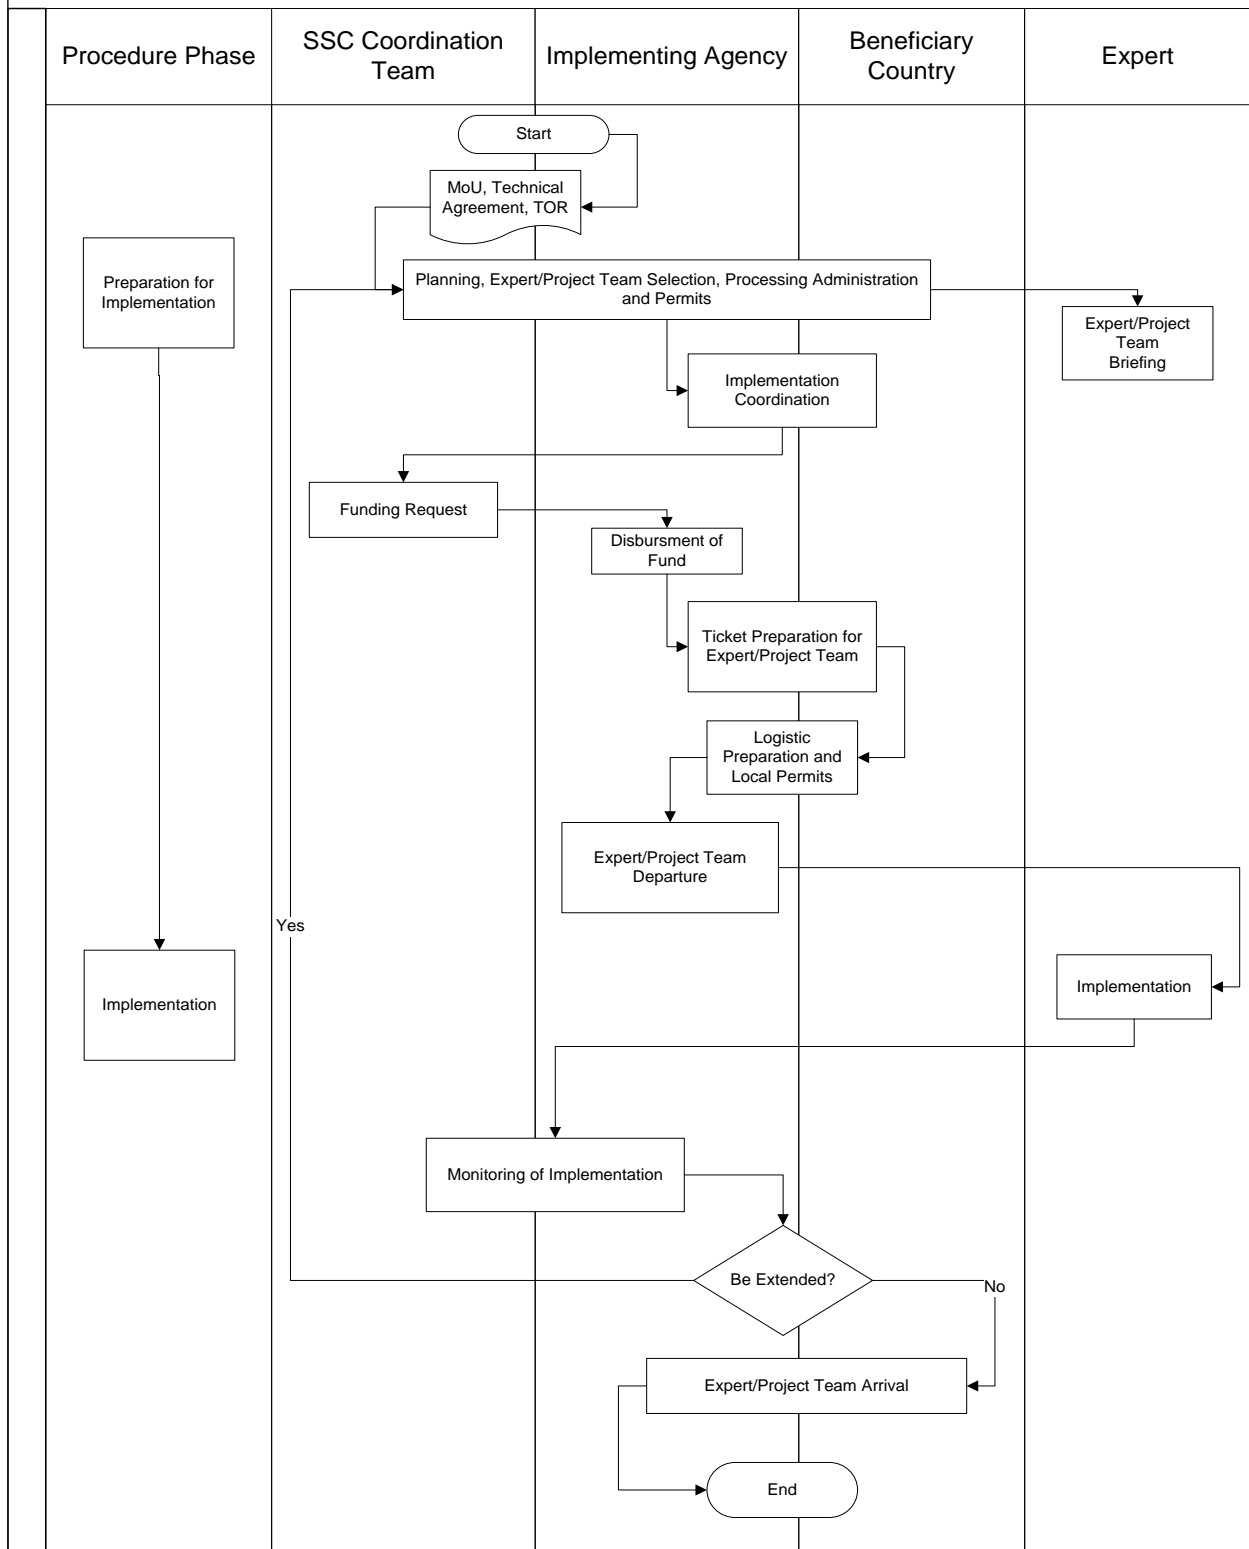 Procedure Phase
SSC Coordination
Team
Implementing Agency
Beneficiary
Country
Expert
Start
MoU, Technical
Agreement, TOR
Preparation for
Implementation
Planning, Expert/Project Team Selection, Processing Administration
and Permits
Expert/Project
Team
Briefing
Implementation
Coordination
Funding Request
Disbursment of
Fund
Ticket Preparation for
Expert/Project Team
Logistic
Preparation and
Local Permits
Expert/Project Team
Departure
Yes
Implementation
Implementation
Monitoring of Implementation
Be Extended?
No
Expert/Project Team Arrival
End